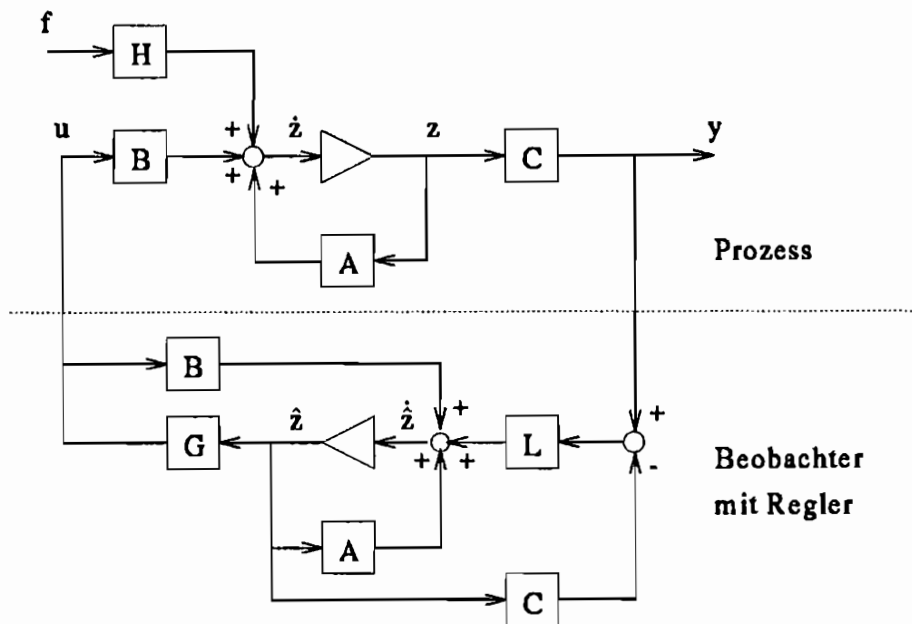 f
H
u
B
+
+
+
ż
z
C
y
A
Prozess
B
G
ẑ
ẑ̇
+
+
+
L
+
-
Beobachter
mit Regler
A
C